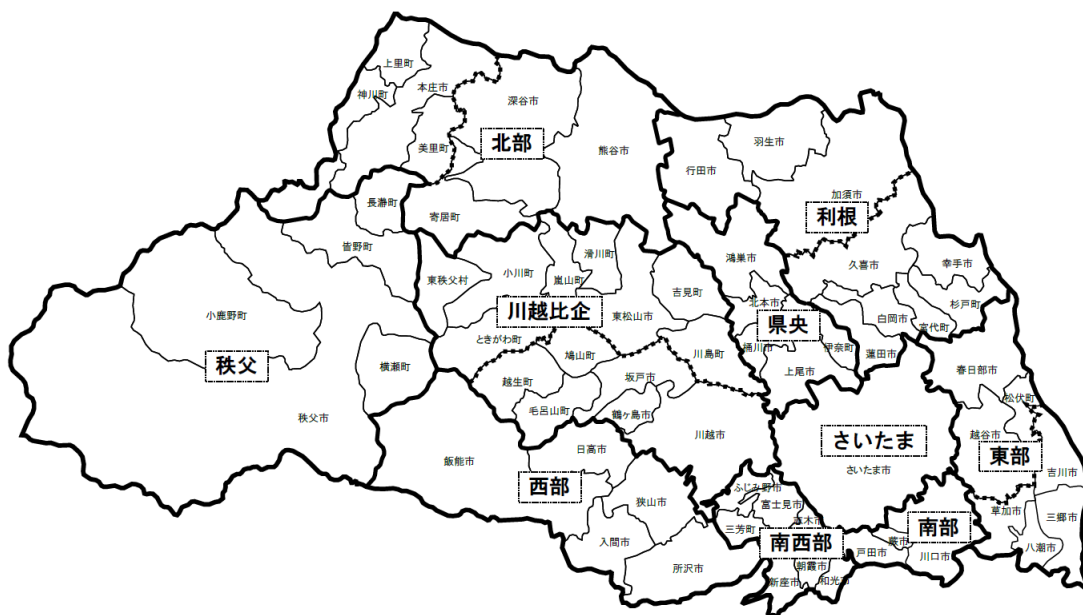 上里町
神川町
本庄市
深谷市
美里町
北部
熊谷市
羽生市
行田市
加須市
利根
長瀞町
寄居町
皆野町
東秩父村
小川町
嵐山町
滑川町
吉見町
鴻巣市
久喜市
幸手市
杉戸町
北本市
白岡市
宮代町
川越比企
東松山市
県央
小鹿野町
秩父
横瀬町
ときがわ町
鳩山町
川島町
桶川市
伊奈町
蓮田市
上尾市
春日部市
越生町
坂戸市
松伏町
毛呂山町
鶴ヶ島市
秩父市
川越市
さいたま
さいたま市
越谷市
東部
飯能市
日高市
西部
吉川市
ふじみ野市
富士見市
狭山市
三芳町
志木市
南西部
南部
草加市
三郷市
入間市
蕨市
戸田市
川口市
八潮市
所沢市
朝霞市
新座市
和光市